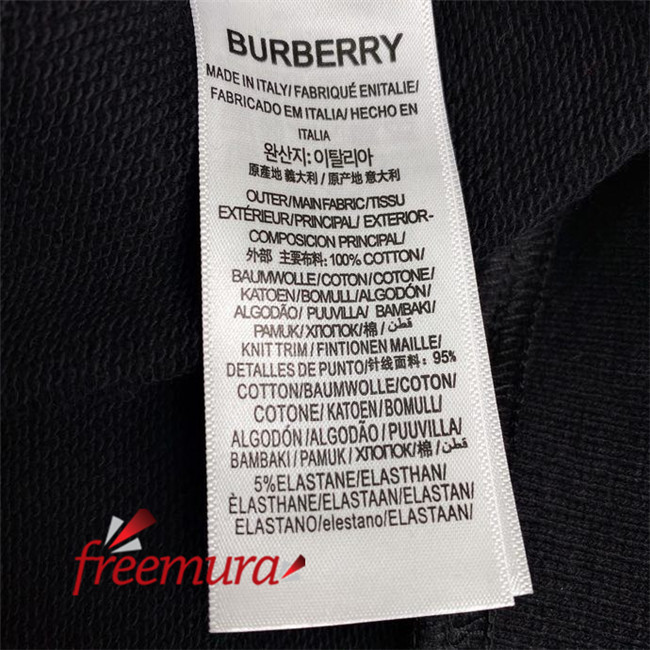 BURBERRY
MADE IN ITALY/ FABRIQUÉ ENITALIE/
FABRICADO EM ITALIA/ HECHO EN
ITALIA
완산지: 이탈리아
原産地 義大利 / 原产地 意大利
OUTER/MAINFABRIC/TISSU
EXTÉRIEUR/PRINCIPAL/ EXTERIOR-
COMPOSICION PRINCIPAL/
外部 主要布料: 100% COTTON/
BAUMWOLLE/COTON/COTONE/
KATOEN/BOMULL/ALGODÓN/
ALGODÃO/ PUUVILLA/ BAMBAKI/
PAMUK/ХЛОПОК/棉/ قطن/
KNIT TRIM / FINTIONEN MAILLE/
DETALLES DE PUNTO/针线面料: 95%
COTTON/BAUMWOLLE/COTON/
COTONE/ KATOEN/BOMULL/
ALGODÓN /ALGODÃO / PUUVILLA/
BAMBAKI / PAMUK / ХЛОПОК/棉/ قطن/
5%ELASTANE/ELASTHAN/
ÈLASTHANE/ELASTAAN/ELASTAN/
ELASTANO/elestano/ELASTAAN/
freemura